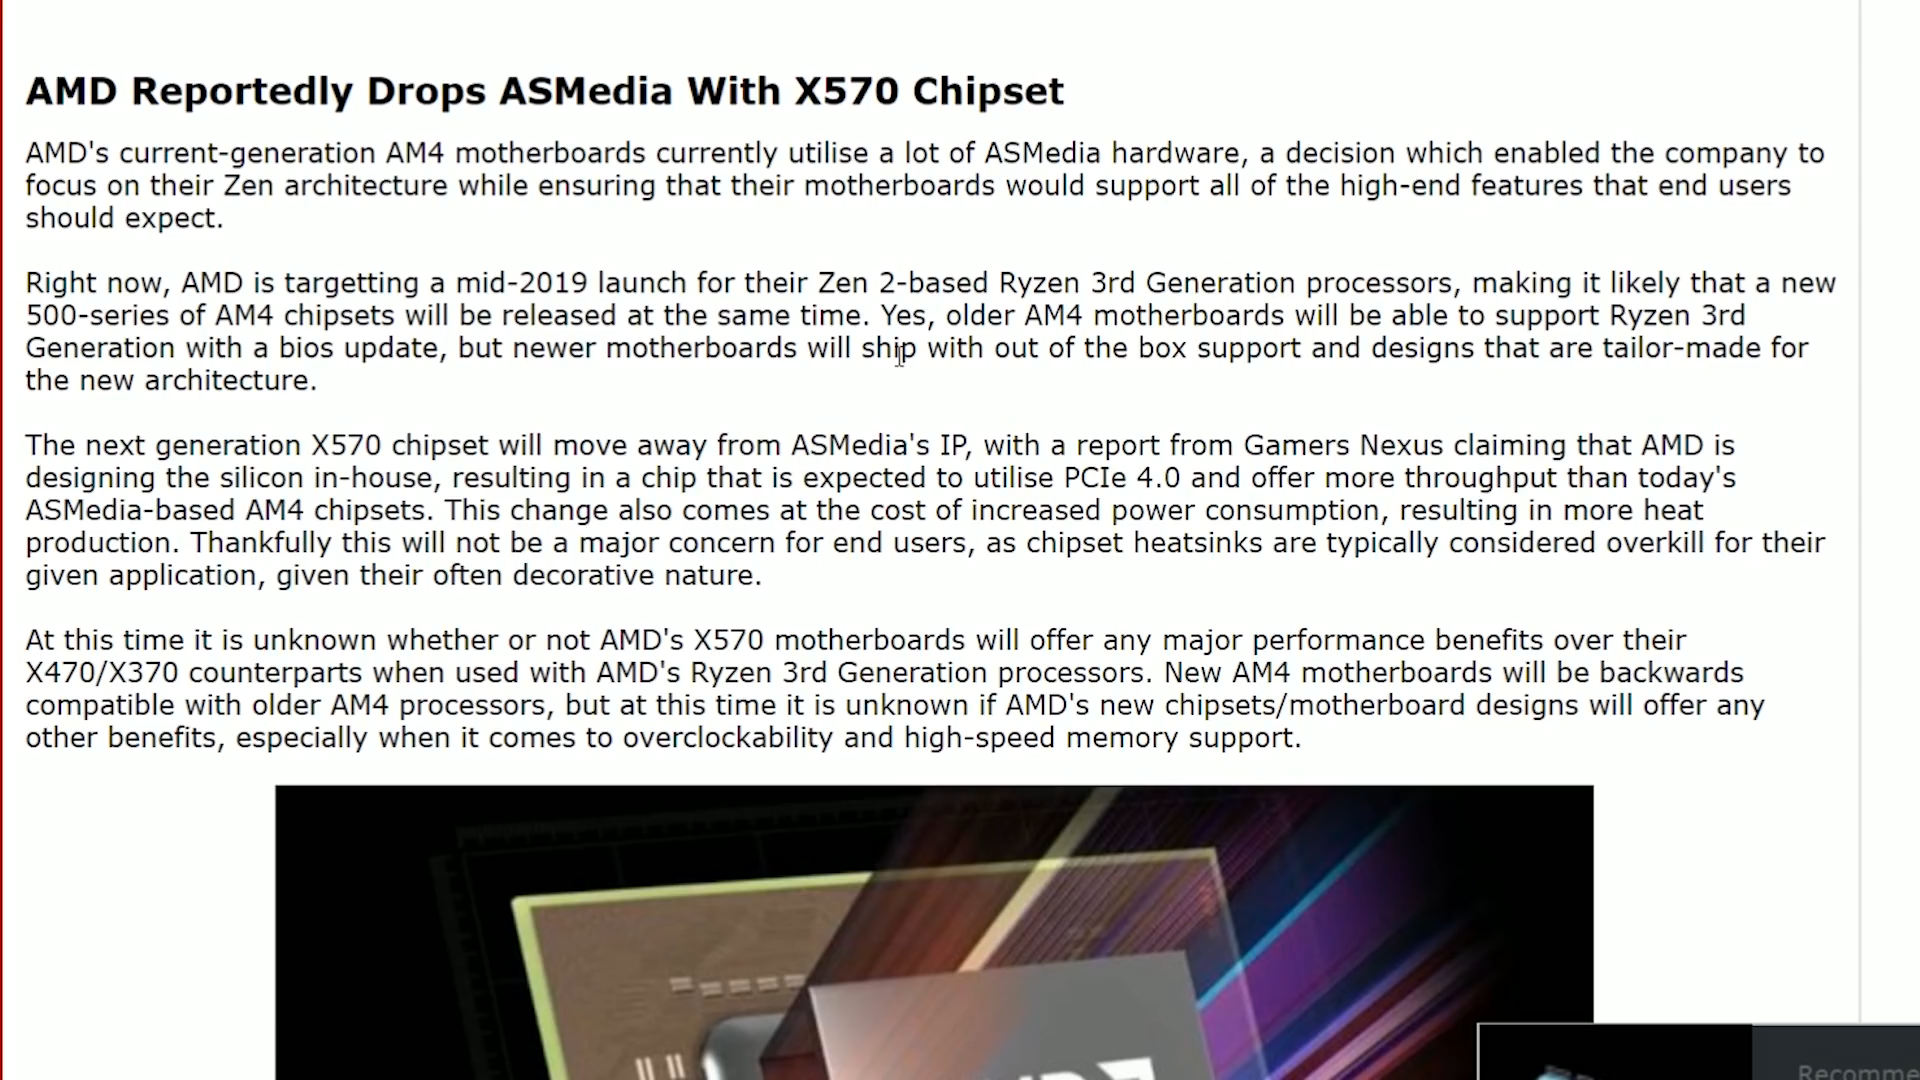 AMD Reportedly Drops ASMedia With X570 Chipset
AMD's current-generation AM4 motherboards currently utilise a lot of ASMedia hardware, a decision which enabled the company to
focus on their Zen architecture while ensuring that their motherboards would support all of the high-end features that end users
should expect.
Right now, AMD is targetting a mid-2019 launch for their Zen 2-based Ryzen 3rd Generation processors, making it likely that a new
500-series of AM4 chipsets will be released at the same time. Yes, older AM4 motherboards will be able to support Ryzen 3rd
Generation with a bios update, but newer motherboards will ship with out of the box support and designs that are tailor-made for
the new architecture.
The next generation X570 chipset will move away from ASMedia's IP, with a report from Gamers Nexus claiming that AMD is
designing the silicon in-house, resulting in a chip that is expected to utilise PCIe 4.0 and offer more throughput than today's
ASMedia-based AM4 chipsets. This change also comes at the cost of increased power consumption, resulting in more heat
production. Thankfully this will not be a major concern for end users, as chipset heatsinks are typically considered overkill for their
given application, given their often decorative nature.
At this time it is unknown whether or not AMD's X570 motherboards will offer any major performance benefits over their
X470/X370 counterparts when used with AMD's Ryzen 3rd Generation processors. New AM4 motherboards will be backwards
compatible with older AM4 processors, but at this time it is unknown if AMD's new chipsets/motherboard designs will offer any
other benefits, especially when it comes to overclockability and high-speed memory support.